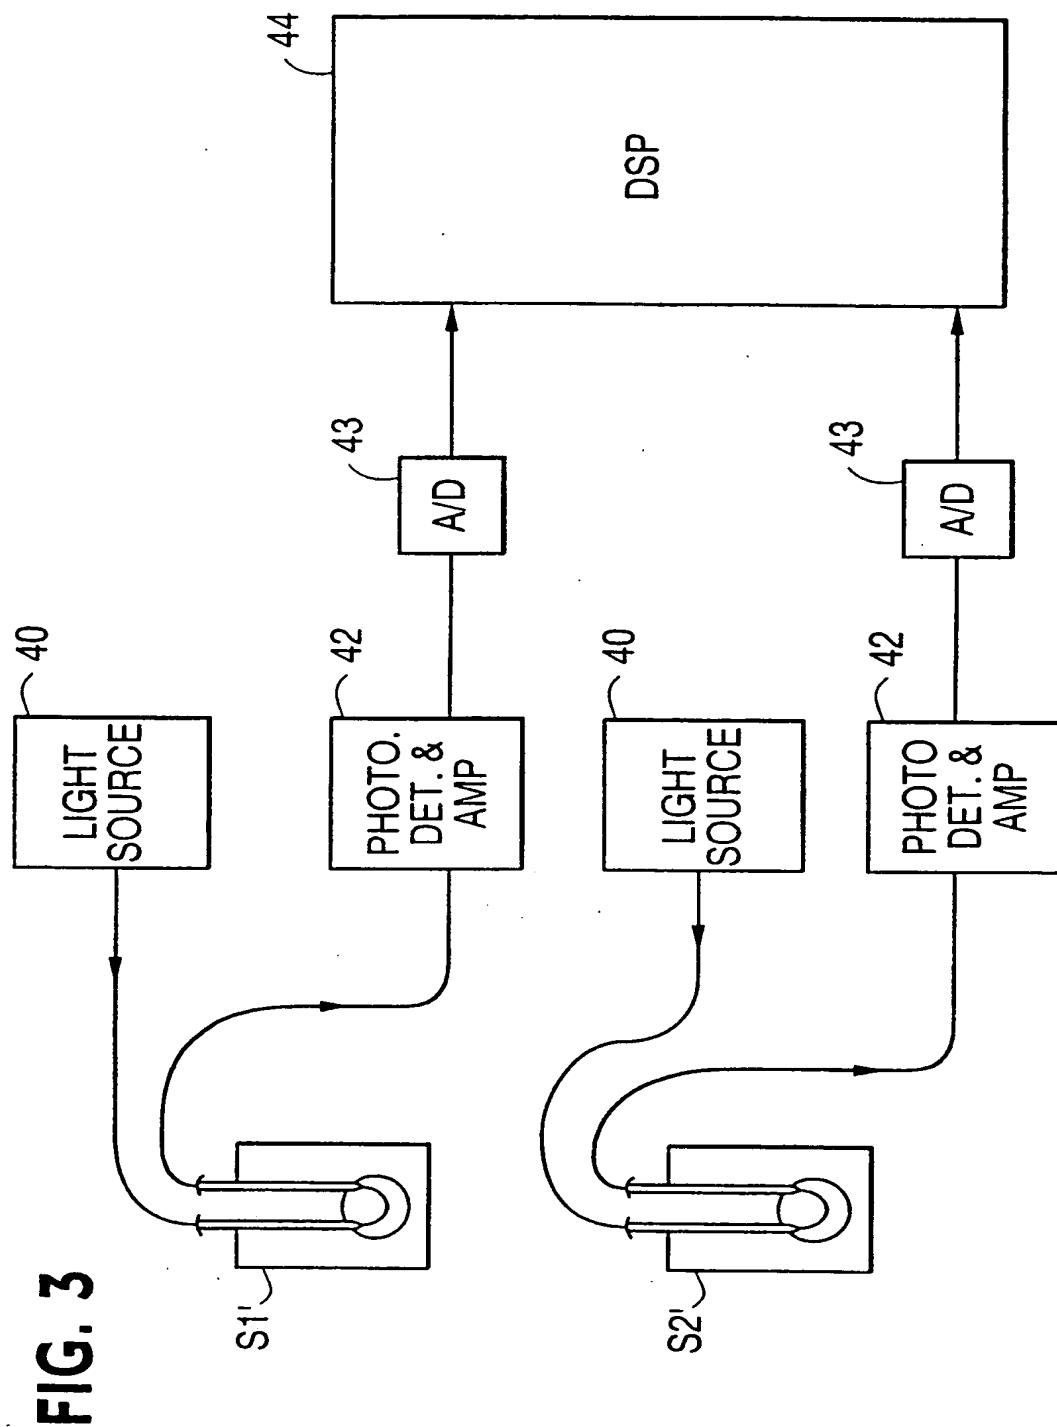 FIG. 3
S1'
40
LIGHT
SOURCE
42
PHOTO.
DET. &
AMP
43
A/D
44
DSP
S2'
40
LIGHT
SOURCE
42
PHOTO
DET. &
AMP
43
A/D